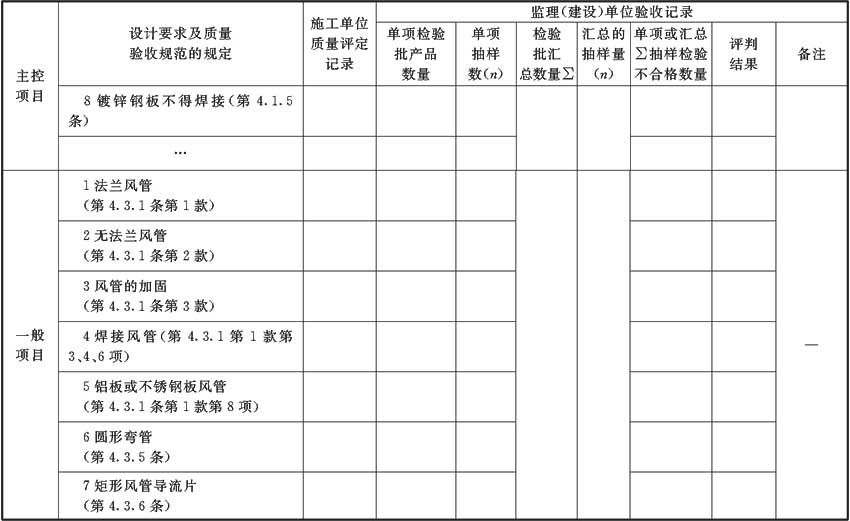 主控
项目
设计要求及质量
验收规范的规定
施工单位
质量评定
记录
监理(建设)单位验收记录
单项检验
批产品
数量
单项
抽样
数(n)
检验
批汇
总数量∑
汇总的
抽样量
(n)
单项或汇总
∑抽样检验
不合格数量
评判
结果
备注
8 镀锌钢板不得焊接(第 4.1.5
条)
…
一般
项目
1 法兰风管
(第 4.3.1 条第 1 款)
2 无法兰风管
(第 4.3.1 条第 2 款)
3 风管的加固
(第 4.3.1 条第 3 款)
4 焊接风管(第 4.3.1 第 1 款第
3、4、6 项)
5 铝板或不锈钢板风管
(第 4.3.1 条第 1 款第 8 项)
6 圆形弯管
(第 4.3.5 条)
7 矩形风管导流片
(第 4.3.6 条)
—